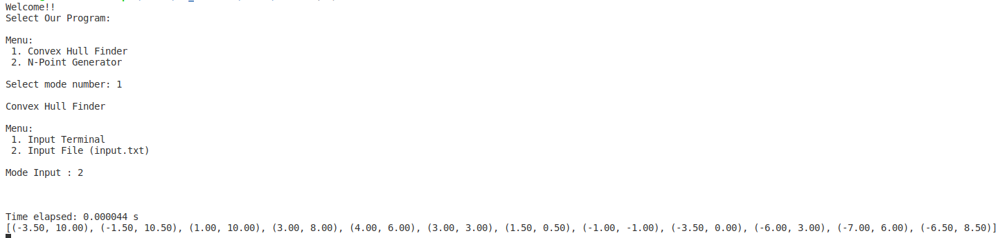 Welcome!!
Select Our Program:
Menu:
1. Convex Hull Finder
2. N-Point Generator
Select mode number: 1
Convex Hull Finder
Menu:
1. Input Terminal
2. Input File (input.txt)
Mode Input : 2
Time elapsed: 0.000044 s
[(-3.50, 10.00), (-1.50, 10.50), (1.00, 10.00), (3.00, 8.00), (4.00, 6.00), (3.00, 3.00), (1.50, 0.50), (-1.00, -1.00), (-3.50, 0.00), (-6.00, 3.00), (-7.00, 6.00), (-6.50, 8.50)]